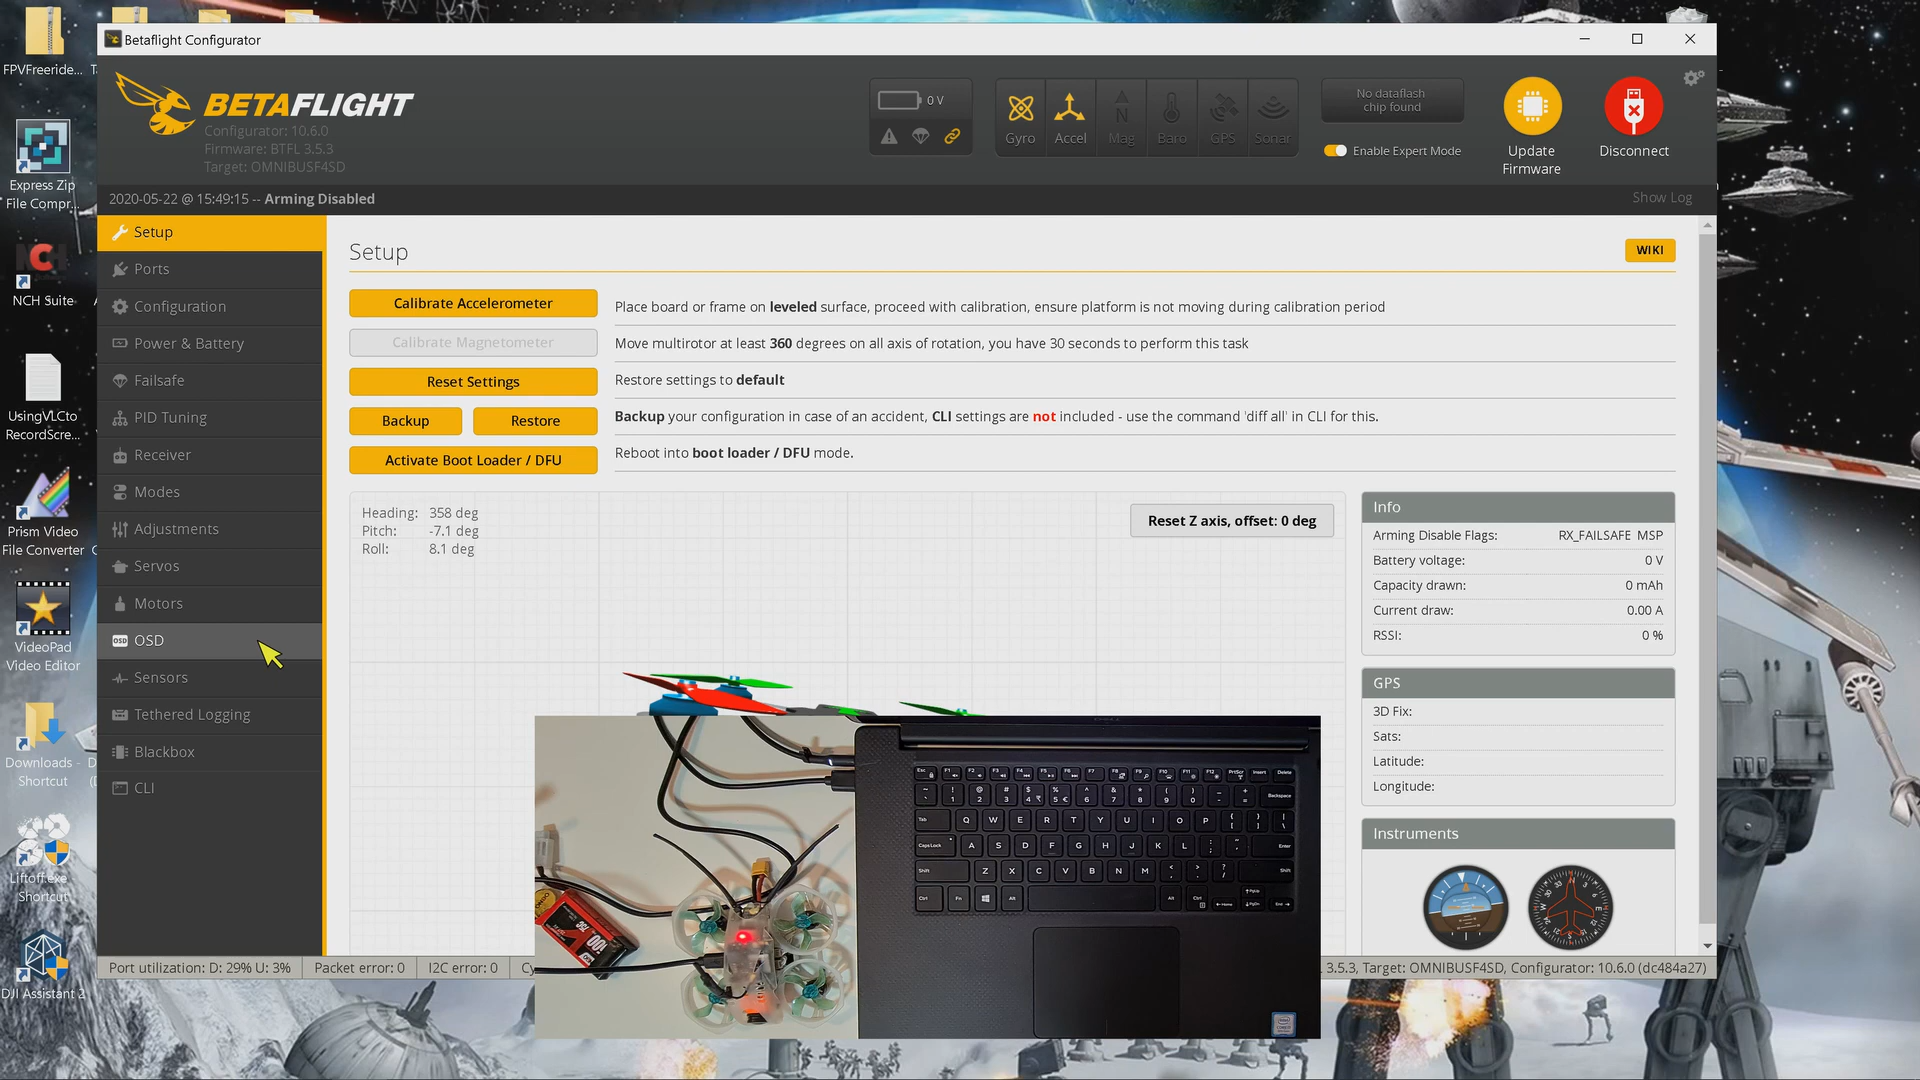 Betaflight Configurator
BETAFLIGHT
Configurator: 10.6.0
Firmware: BTFL 3.5.3
Target: OMNIBUSF4SD
0 V
Gyro
Accel
Mag
Baro
GPS
Sonar
No dataflash
chip found
Enable Expert Mode
Update
Firmware
Disconnect
2020-05-22 @ 15:49:15 -- Arming Disabled
Show Log
Setup
Ports
Configuration
Power & Battery
Failsafe
PID Tuning
Receiver
Modes
Adjustments
Servos
Motors
OSD
Sensors
Tethered Logging
Blackbox
CLI
Setup
WIKI
Calibrate Accelerometer
Place board or frame on leveled surface, proceed with calibration, ensure platform is not moving during calibration period
Calibrate Magnetometer
Move multirotor at least 360 degrees on all axis of rotation, you have 30 seconds to perform this task
Reset Settings
Restore settings to default
Backup
Restore
Backup your configuration in case of an accident, CLI settings are not included - use the command 'diff all' in CLI for this.
Activate Boot Loader / DFU
Reboot into boot loader / DFU mode.
Heading: 358 deg
Pitch: -7.1 deg
Roll: 8.1 deg
Reset Z axis, offset: 0 deg
Info
Arming Disable Flags: RX_FAILSAFE MSP
Battery voltage: 0 V
Capacity drawn: 0 mAh
Current draw: 0.00 A
RSSI: 0 %
GPS
3D Fix:
Sats:
Latitude:
Longitude:
Instruments
Port utilization: D: 29% U: 3%
Packet error: 0
I2C error: 0
Cy
3.5.3, Target: OMNIBUSF4SD, Configurator: 10.6.0 (dc484a27)
FPVFreeride...
Express Zip
File Compr...
NCH Suite
UsingVLCto
RecordScre...
Prism Video
File Converter
VideoPad
Video Editor
Downloads -
Shortcut
Liftoff.exe -
Shortcut
DJI Assistant 2
Q W E R T Y U I O P
A S D F G H J K L
Z X C V B N M